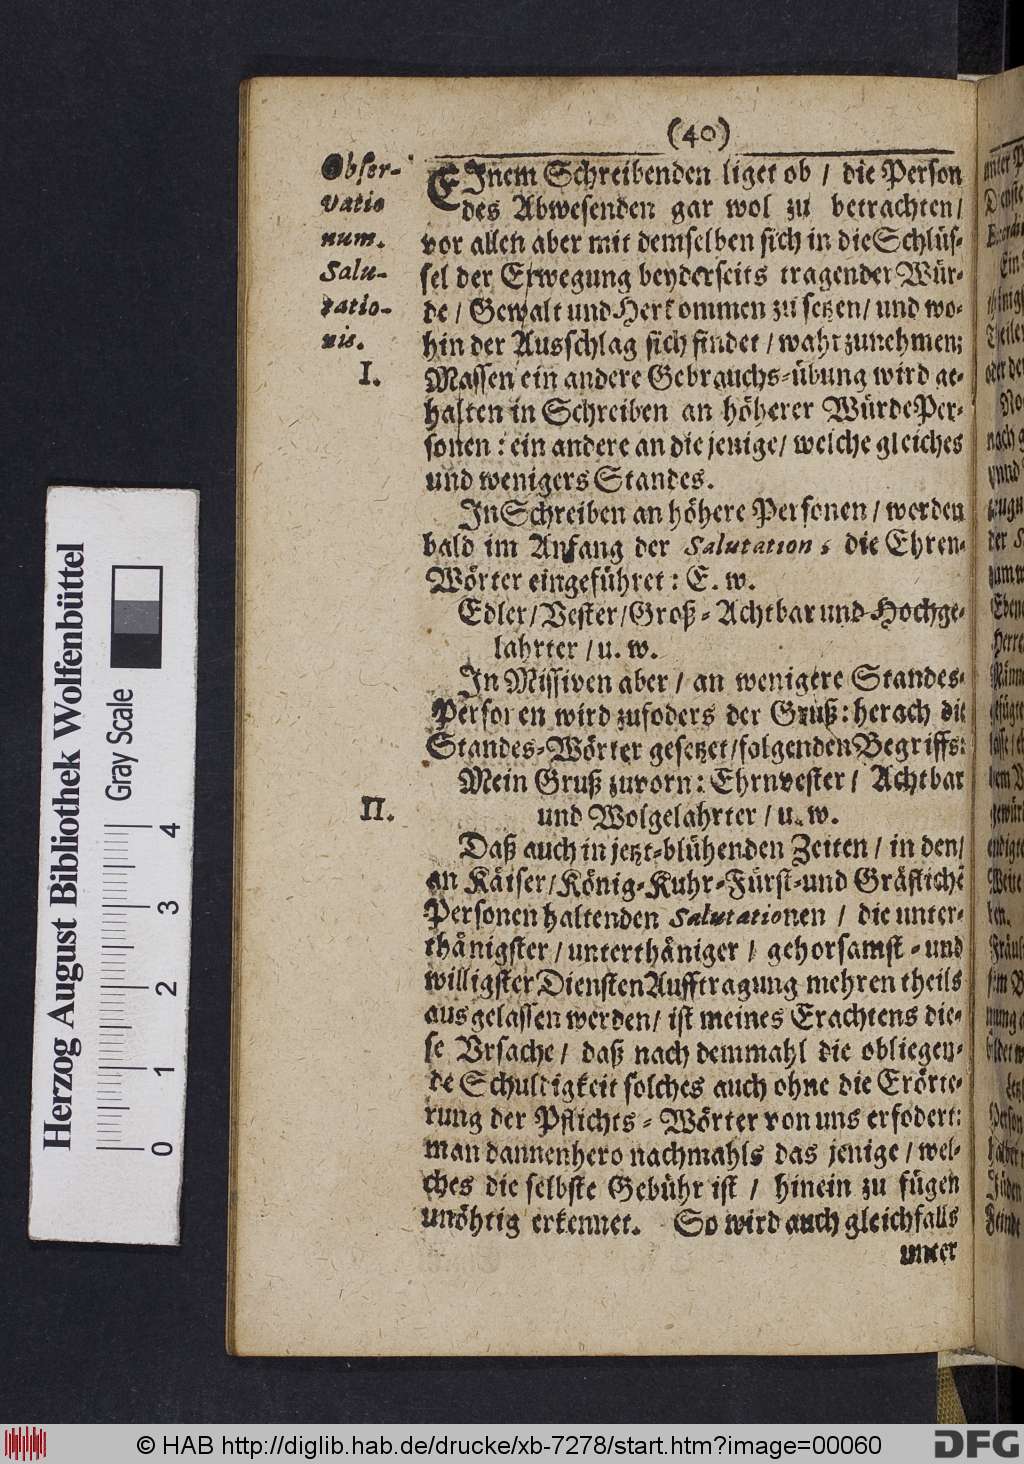 (40)
Obser-
vatio
num.
Salu-
tatio-
nis.
I.
EInem Schreibenden liget ob / die Person
des Abwesenden gar wol zu betrachten/
vor allen aber mit demselben sich in die Schlüs-
sel der Erwegung beyderseits tragender Wür-
de / Gewalt und Herkommen zu setzen / und wo-
hin der Ausschlag sich findet / wahrzunehmen;
Massen ein andere Gebrauchs-übung wird ge-
halten in Schreiben an höherer Würde Per-
sonen : ein andere an die jenige / welche gleiches
und wenigers Standes.
In Schreiben an höhere Personen / werden
bald im Anfang der Salutation, die Ehren-
Wörter eingeführet : E. w.
Edler / Vester / Groß-Achtbar und Hochge-
lahrter / u. w.
In Missiven aber / an wenigere Standes-
Personen wird zufoders der Gruß: herach die
Standes-Wörter gesetzet / folgenden Begriffs:
Mein Gruß zuvorn: Ehrnvester / Achtbar
und Wolgelahrter / u. w.
II.
Daß auch in jetzt-blühenden Zeiten / in den/
an Käiser / König-Kuhr-Fürst-und Gräfliche
Personen haltenden Salutationen / die unter-
thänigster / unterthäniger / gehorsamst-und
willigster Diensten Aufftragung mehrentheils
ausgelassen werden / ist meines Erachtens die-
se Vrsache / daß nach demmahl die obliegen-
de Schuldigkeit solches auch ohne die Erörte-
rung der Pflichts-Wörter von uns erfodert:
man dannenhero nachmahls das jenige / wel-
ches die selbste Gebühr ist / hinein zu fügen
unöhtig erkennet. So wird auch gleichfalls
unter
Herzog August Bibliothek Wolfenbüttel
Gray Scale
0 1 2 3 4
© HAB http://diglib.hab.de/drucke/xb-7278/start.htm?image=00060
DFG